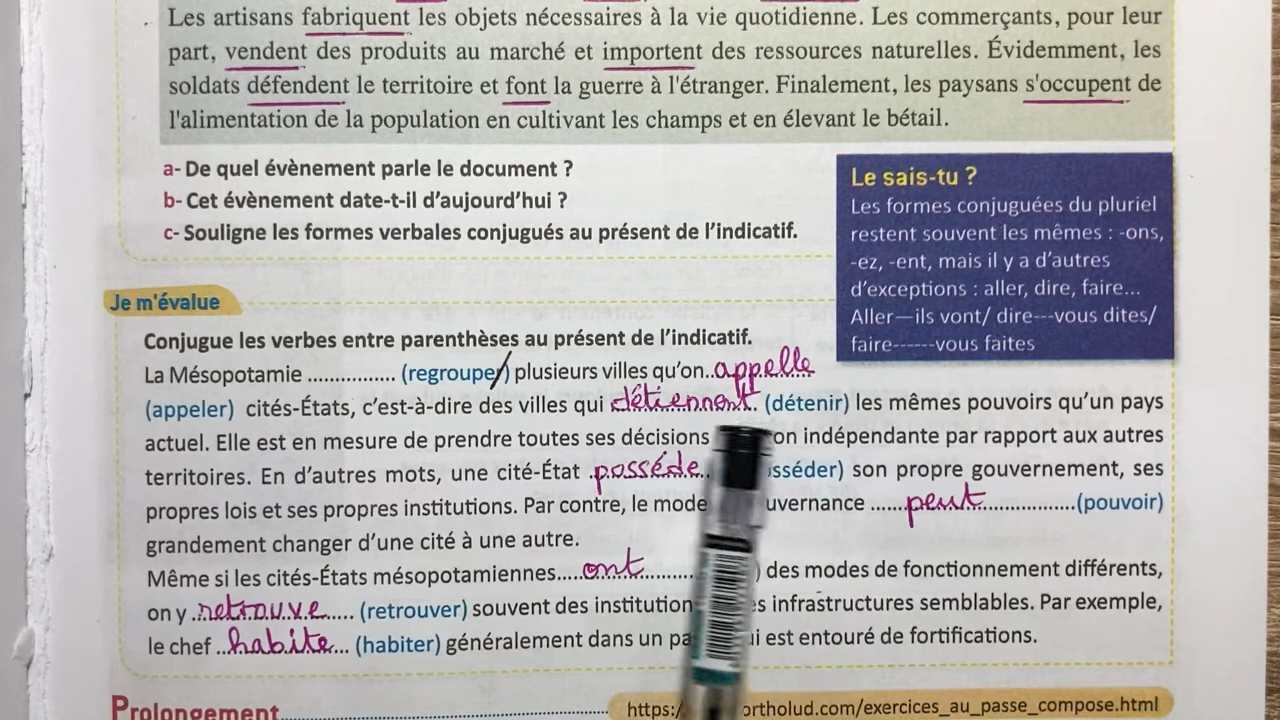 Les artisans fabriquent les objets nécessaires à la vie quotidienne. Les commerçants, pour leur
part, vendent des produits au marché et importent des ressources naturelles. Évidemment, les
soldats défendent le territoire et font la guerre à l'étranger. Finalement, les paysans s'occupent de
l'alimentation de la population en cultivant les champs et en élevant le bétail.
a- De quel évènement parle le document ?
b- Cet évènement date-t-il d'aujourd'hui ?
c- Souligne les formes verbales conjugués au présent de l'indicatif.
Le sais-tu ?
Les formes conjuguées du pluriel
restent souvent les mêmes : -ons,
-ez, -ent, mais il y a d'autres
d'exceptions : aller, dire, faire...
Aller—ils vont/ dire---vous dites/
faire------vous faites
Je m'évalue
Conjugue les verbes entre parenthèses au présent de l'indicatif.
La Mésopotamie ................ (regrouper) plusieurs villes qu'on..appelle
(appeler) cités-États, c'est-à-dire des villes qui détiennent. (détenir) les mêmes pouvoirs qu'un pays
actuel. Elle est en mesure de prendre toutes ses décisions on indépendante par rapport aux autres
territoires. En d'autres mots, une cité-État .posséde.. sséder) son propre gouvernement, ses
propres lois et ses propres institutions. Par contre, le mode uvernance ......peut.................(pouvoir)
grandement changer d'une cité à une autre.
Même si les cités-États mésopotamiennes....ont......... ) des modes de fonctionnement différents,
on y .retrouve..... (retrouver) souvent des institution s infrastructures semblables. Par exemple,
le chef ..habite... (habiter) généralement dans un pa i est entouré de fortifications.
Prolongement
https: ortholud.com/exercices_au_passe_compose.html